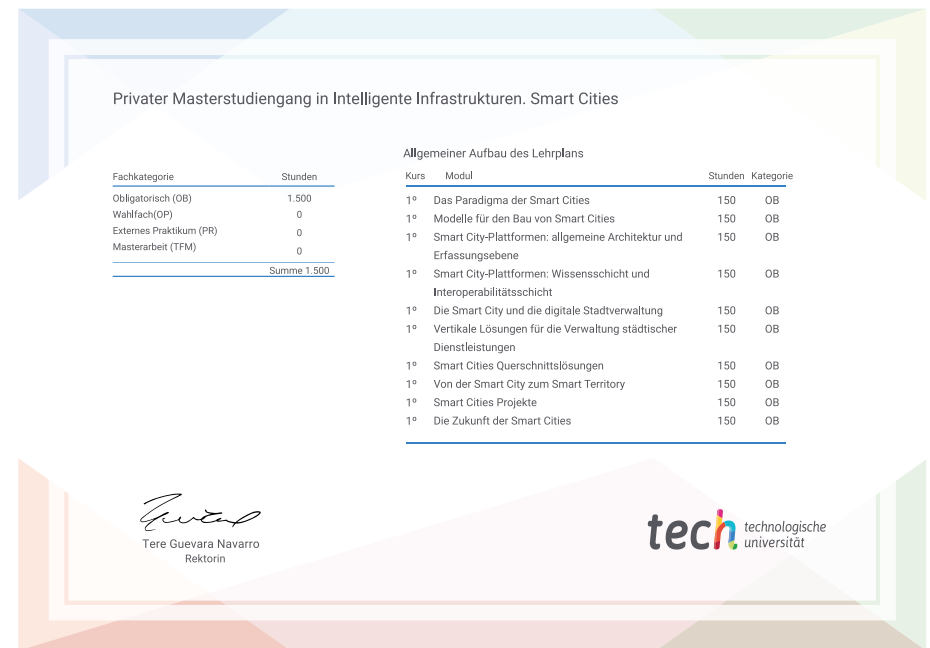 Privater Masterstudiengang in Intelligente Infrastrukturen. Smart Cities
Fachkategorie Stunden
Obligatorisch (OB) 1.500
Wahlfach(OP) 0
Externes Praktikum (PR) 0
Masterarbeit (TFM) 0
Summe 1.500
Allgemeiner Aufbau des Lehrplans
Kurs Modul Stunden Kategorie
1º Das Paradigma der Smart Cities 150 OB
1º Modelle für den Bau von Smart Cities 150 OB
1º Smart City-Plattformen: allgemeine Architektur und 150 OB
Erfassungsebene
1º Smart City-Plattformen: Wissensschicht und 150 OB
Interoperabilitätsschicht
1º Die Smart City und die digitale Stadtverwaltung 150 OB
1º Vertikale Lösungen für die Verwaltung städtischer 150 OB
Dienstleistungen
1º Smart Cities Querschnittslösungen 150 OB
1º Von der Smart City zum Smart Territory 150 OB
1º Smart Cities Projekte 150 OB
1º Die Zukunft der Smart Cities 150 OB
Tere Guevara Navarro
Rektorin
tech technologische
universität